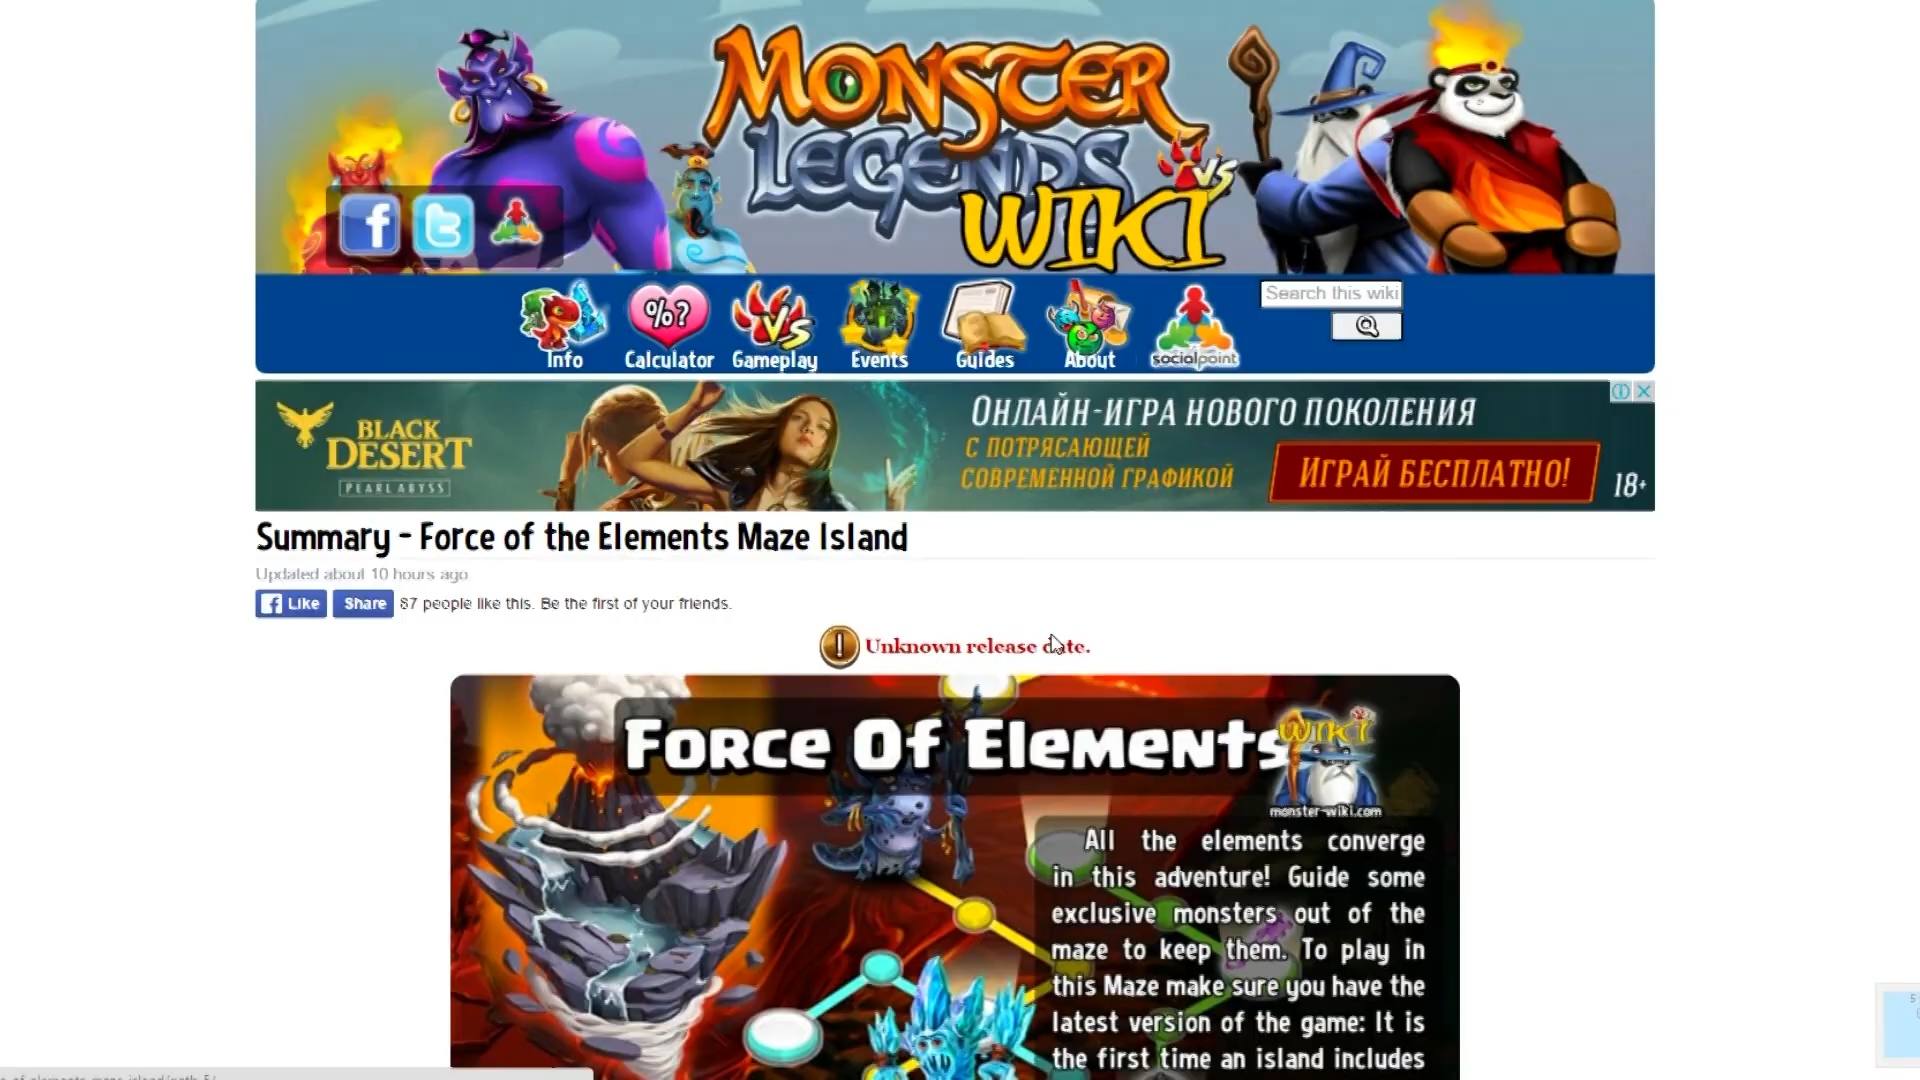 MONSTER
LEGENDS
VS
WIKI
Info
Calculator
%?
Gameplay
VS
Events
Guides
About
socialpoint
Search this wiki
BLACK
DESERT
PEARL ABYSS
ОНЛАЙН-ИГРА НОВОГО ПОКОЛЕНИЯ
С ПОТРЯСАЮЩЕЙ
СОВРЕМЕННОЙ ГРАФИКОЙ
ИГРАЙ БЕСПЛАТНО!
18+
Summary - Force of the Elements Maze Island
Updated about 10 hours ago
Like
Share
87 people like this. Be the first of your friends.
Unknown release date.
Force Of Elements
WIKI
monster-wiki.com
All the elements converge
in this adventure! Guide some
exclusive monsters out of the
maze to keep them. To play in
this Maze make sure you have the
latest version of the game: It is
the first time an island includes